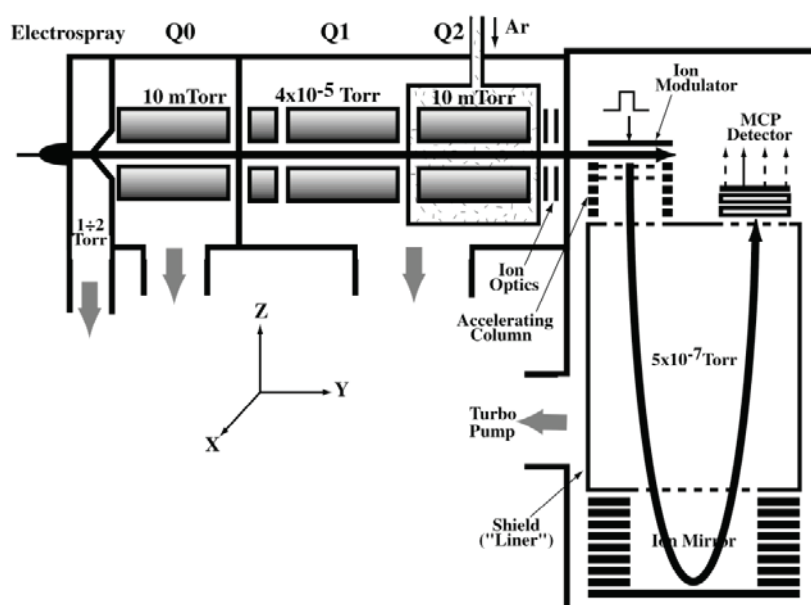 Electrospray
Q0
Q1
Q2
Ar
10 mTorr
4x10-5 Torr
10 mTorr
Ion
Modulator
MCP
Detector
1÷2
Torr
Ion
Optics
Accelerating
Column
5x10-7Torr
Z
Y
X
Turbo
Pump
Shield
("Liner")
Ion Mirror